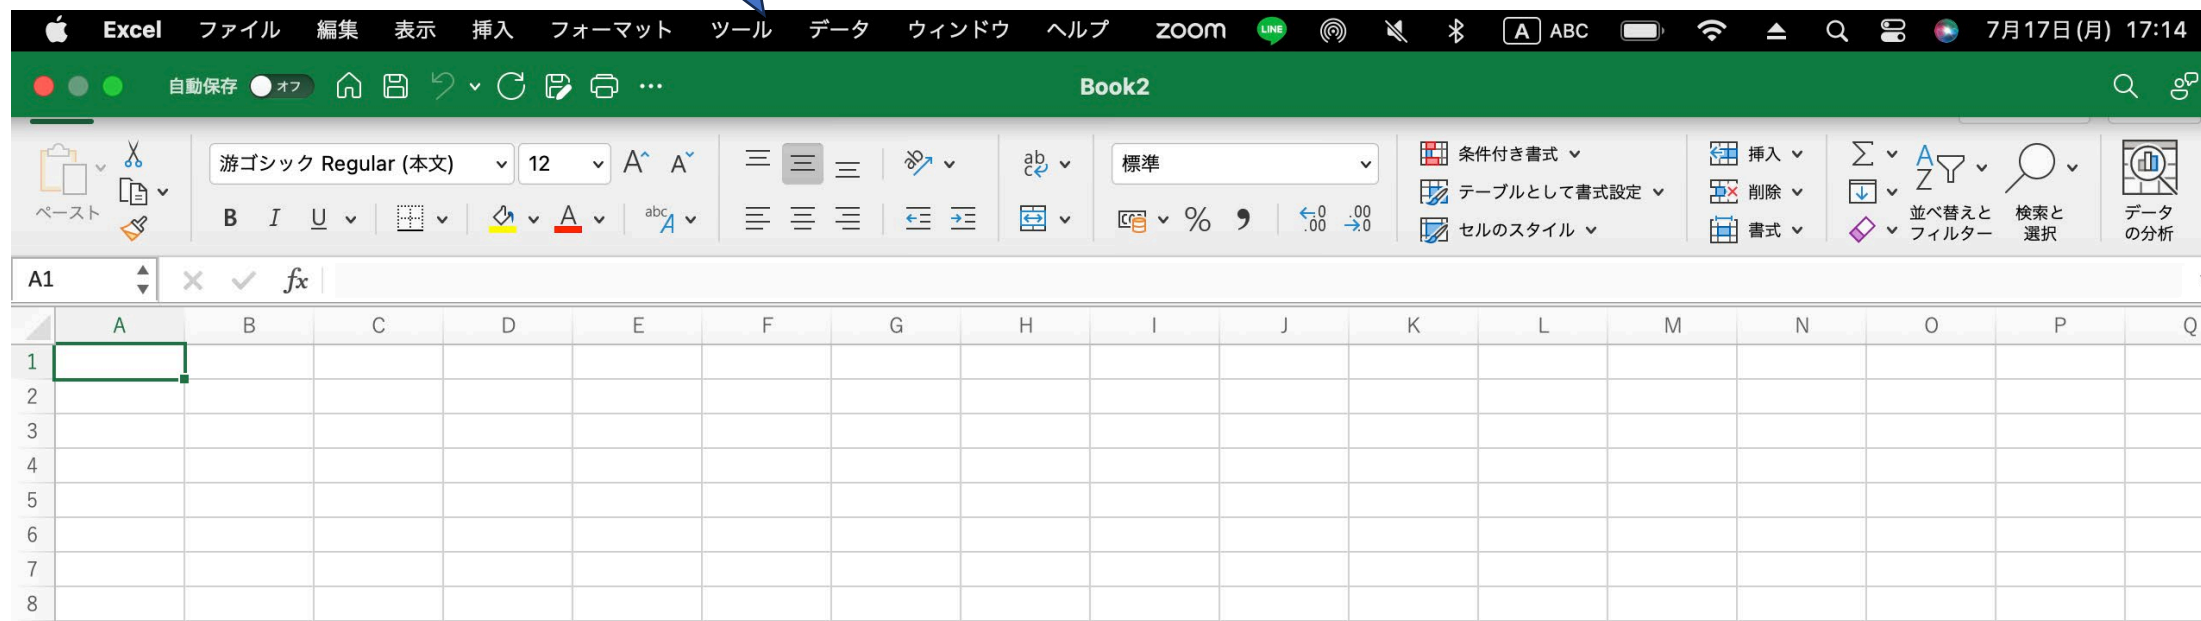 Excel ファイル 編集 表示 挿入 フォーマット ツール データ ウィンドウ ヘルプ zoom LINE A ABC 7月17日(月) 17:14
自動保存 オフ Book2
ペースト
游ゴシック Regular (本文) 12 A A
B I U A abc A
ab c
標準
% 9 .0 .00 .00 .0
条件付き書式
テーブルとして書式設定
セルのスタイル
挿入
削除
書式
Σ
A Z
並べ替えと
フィルター
検索と
選択
データ
の分析
A1 fx
A B C D E F G H I J K L M N O P Q
1
2
3
4
5
6
7
8